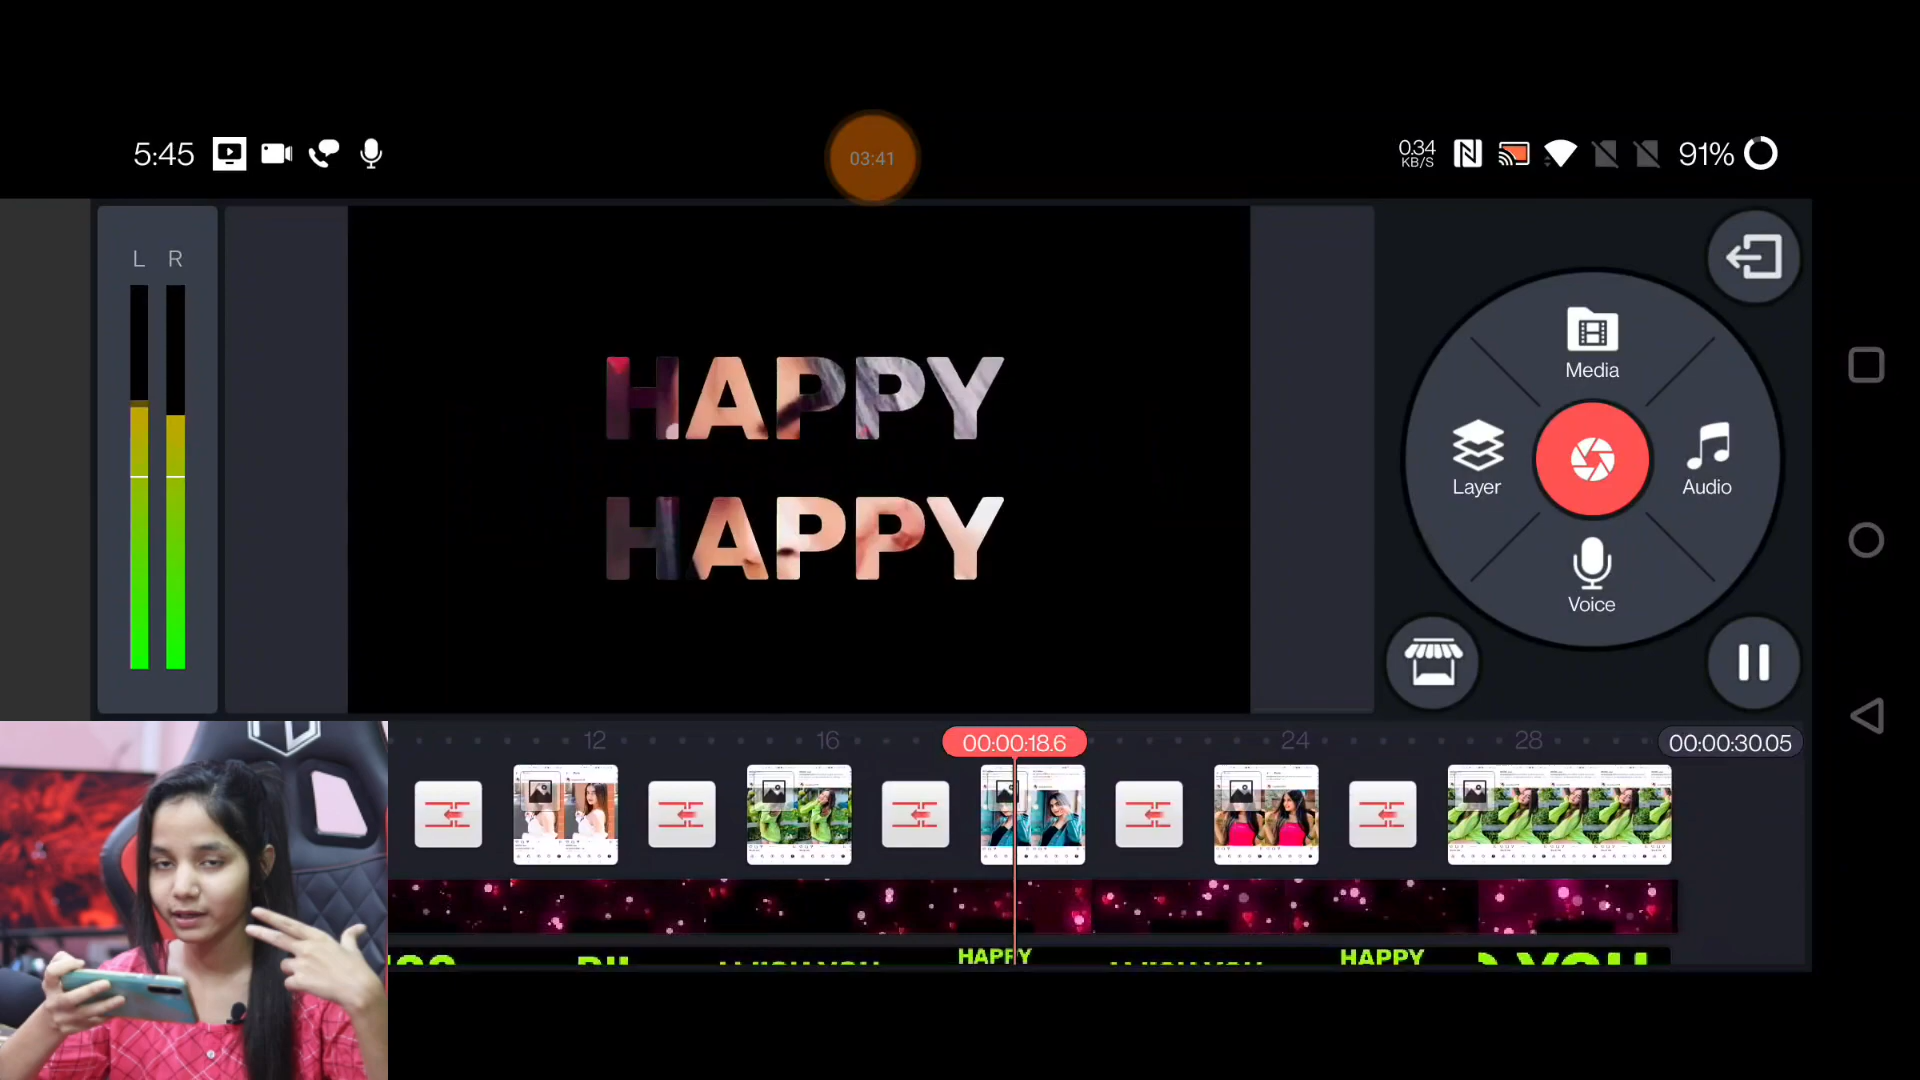 5:45
03:41
0.34
KB/S
91%
L R
HAPPY
HAPPY
Media
Layer
Audio
Voice
12
16
00:00:18.6
24
28
00:00:30.05
HAPPY
HAPPY
YOU